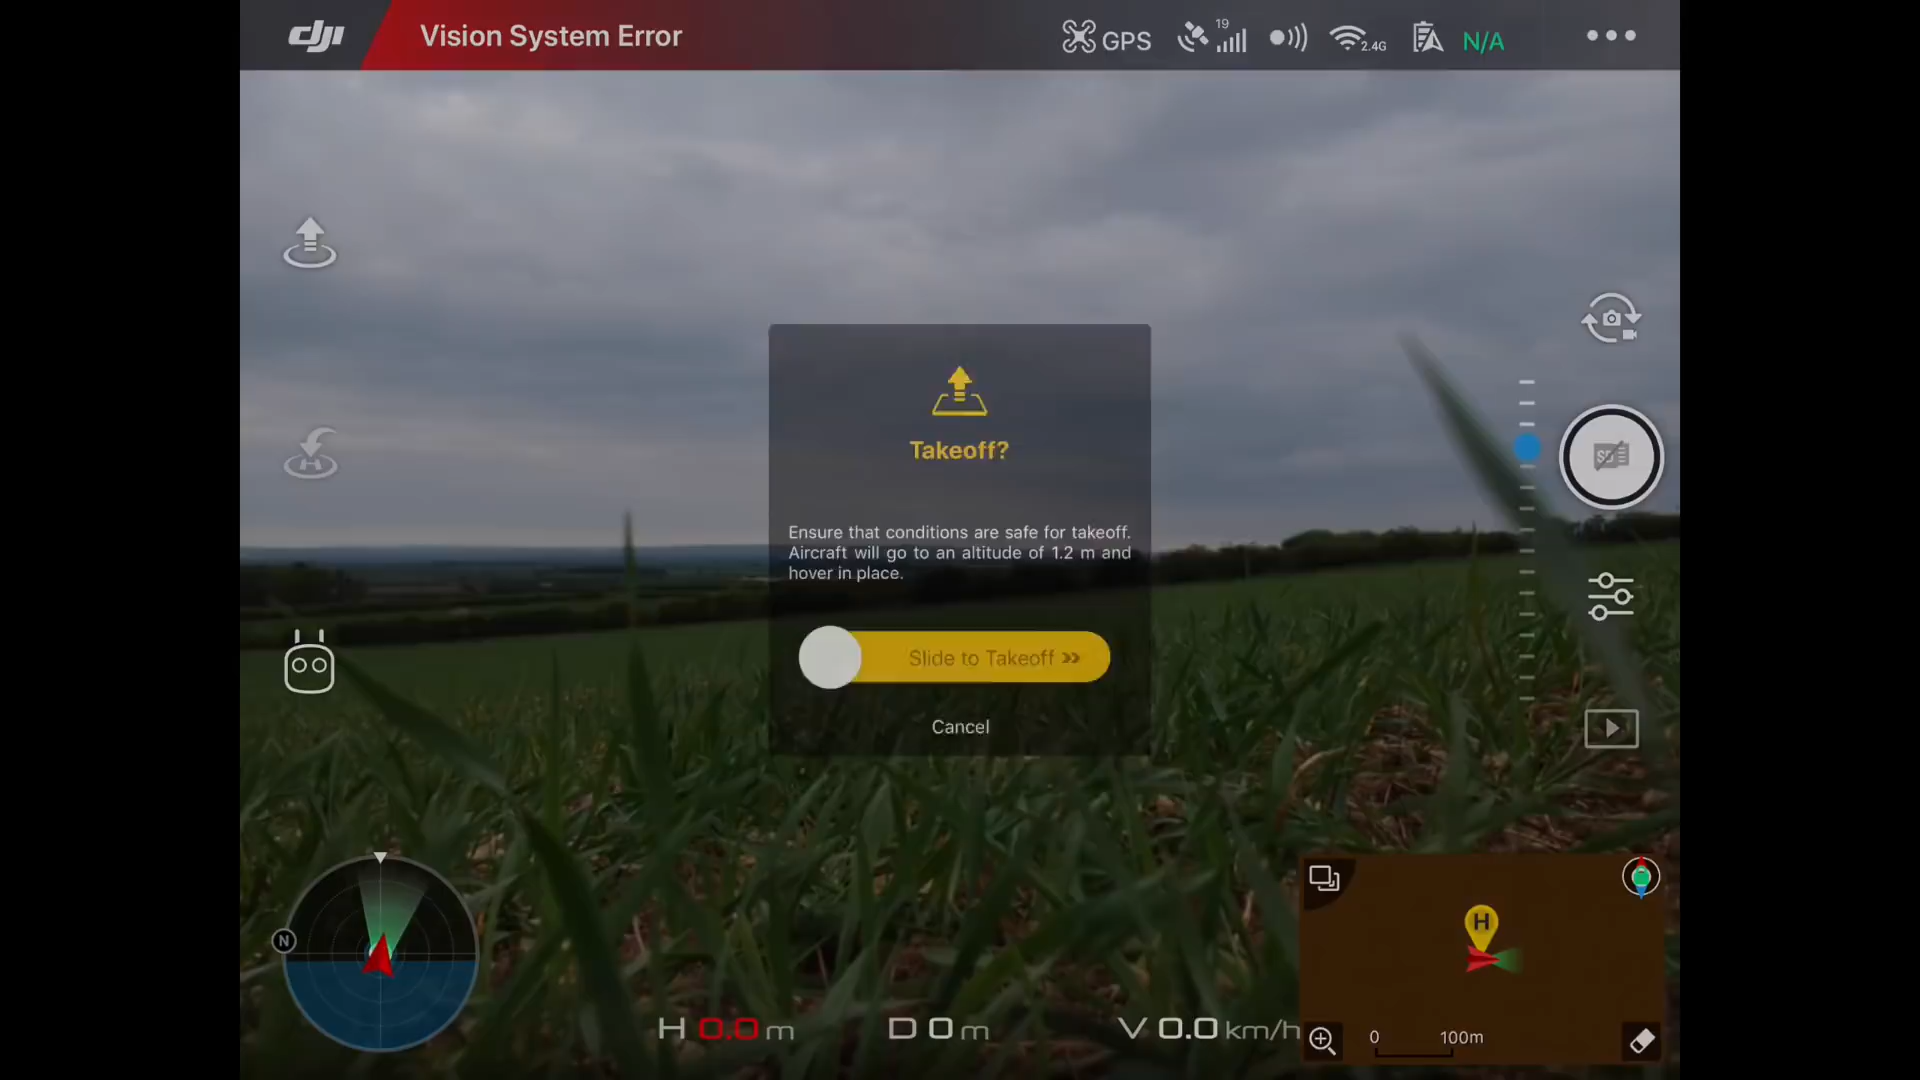 dji
Vision System Error
GPS
19
2.4G
N/A
Takeoff?
Ensure that conditions are safe for takeoff.
Aircraft will go to an altitude of 1.2 m and
hover in place.
Slide to Takeoff »
Cancel
SD
N
H
H
H 0.0 m
D 0 m
V 0.0 km/h
0
100m